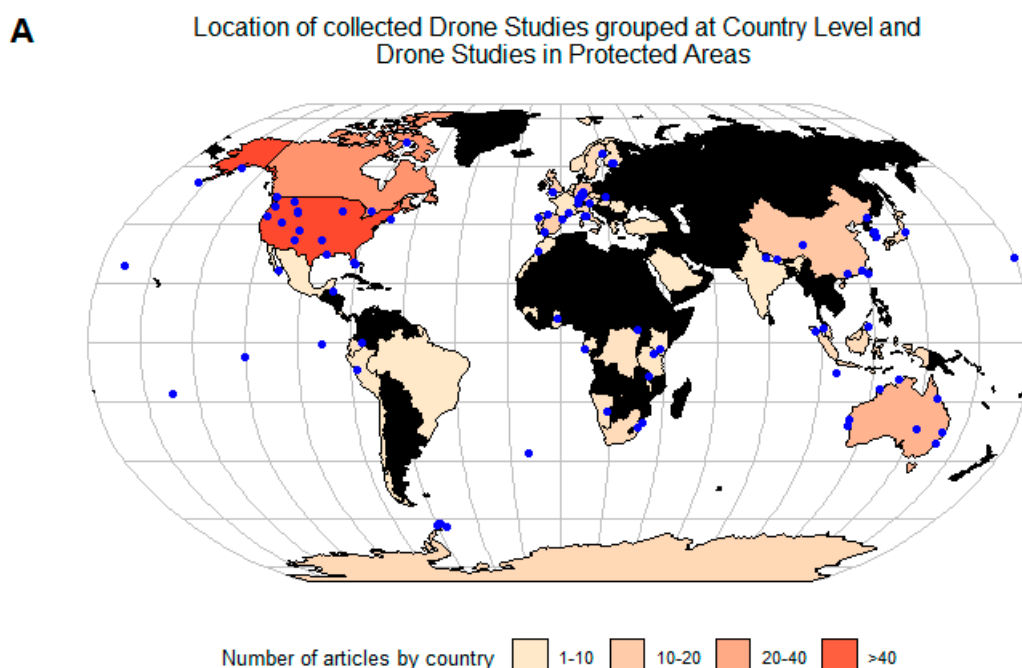 A
Location of collected Drone Studies grouped at Country Level and
Drone Studies in Protected Areas
Number of articles by country 1-10 10-20 20-40 >40